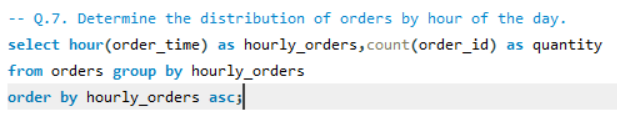 -- Q.7. Determine the distribution of orders by hour of the day.
select hour(order_time) as hourly_orders,count(order_id) as quantity
from orders group by hourly_orders
order by hourly_orders asc;